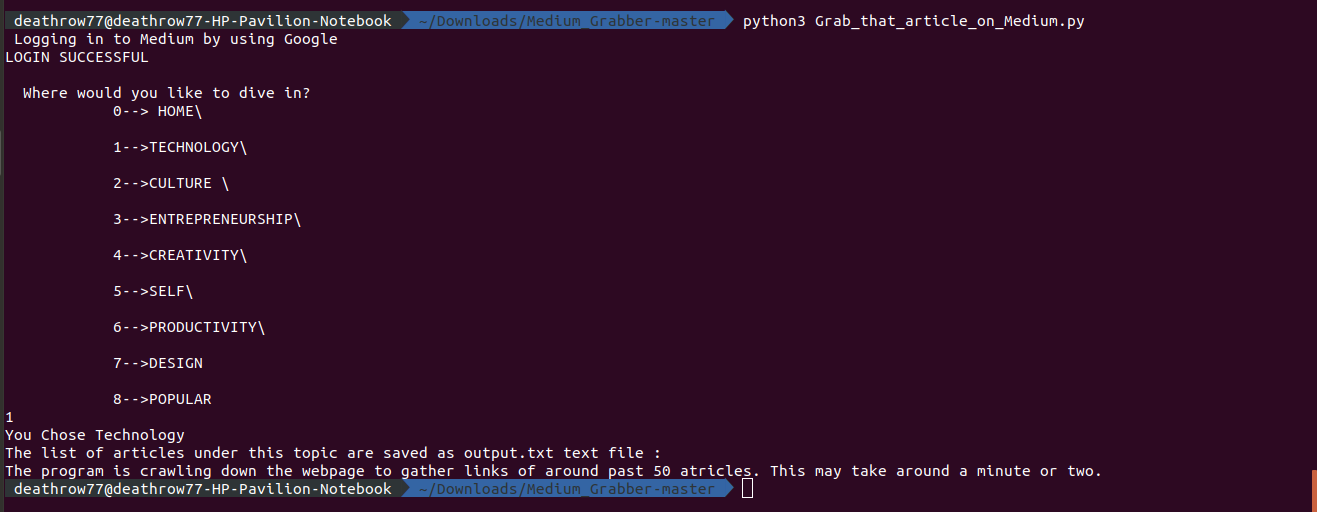 deathrow77@deathrow77-HP-Pavilion-Notebook ~/Downloads/Medium_Grabber-master python3 Grab_that_article_on_Medium.py
Logging in to Medium by using Google
LOGIN SUCCESSFUL
Where would you like to dive in?
0--> HOME\
1-->TECHNOLOGY\
2-->CULTURE \
3-->ENTREPRENEURSHIP\
4-->CREATIVITY\
5-->SELF\
6-->PRODUCTIVITY\
7-->DESIGN
8-->POPULAR
1
You Chose Technology
The list of articles under this topic are saved as output.txt text file :
The program is crawling down the webpage to gather links of around past 50 atricles. This may take around a minute or two.
deathrow77@deathrow77-HP-Pavilion-Notebook ~/Downloads/Medium_Grabber-master